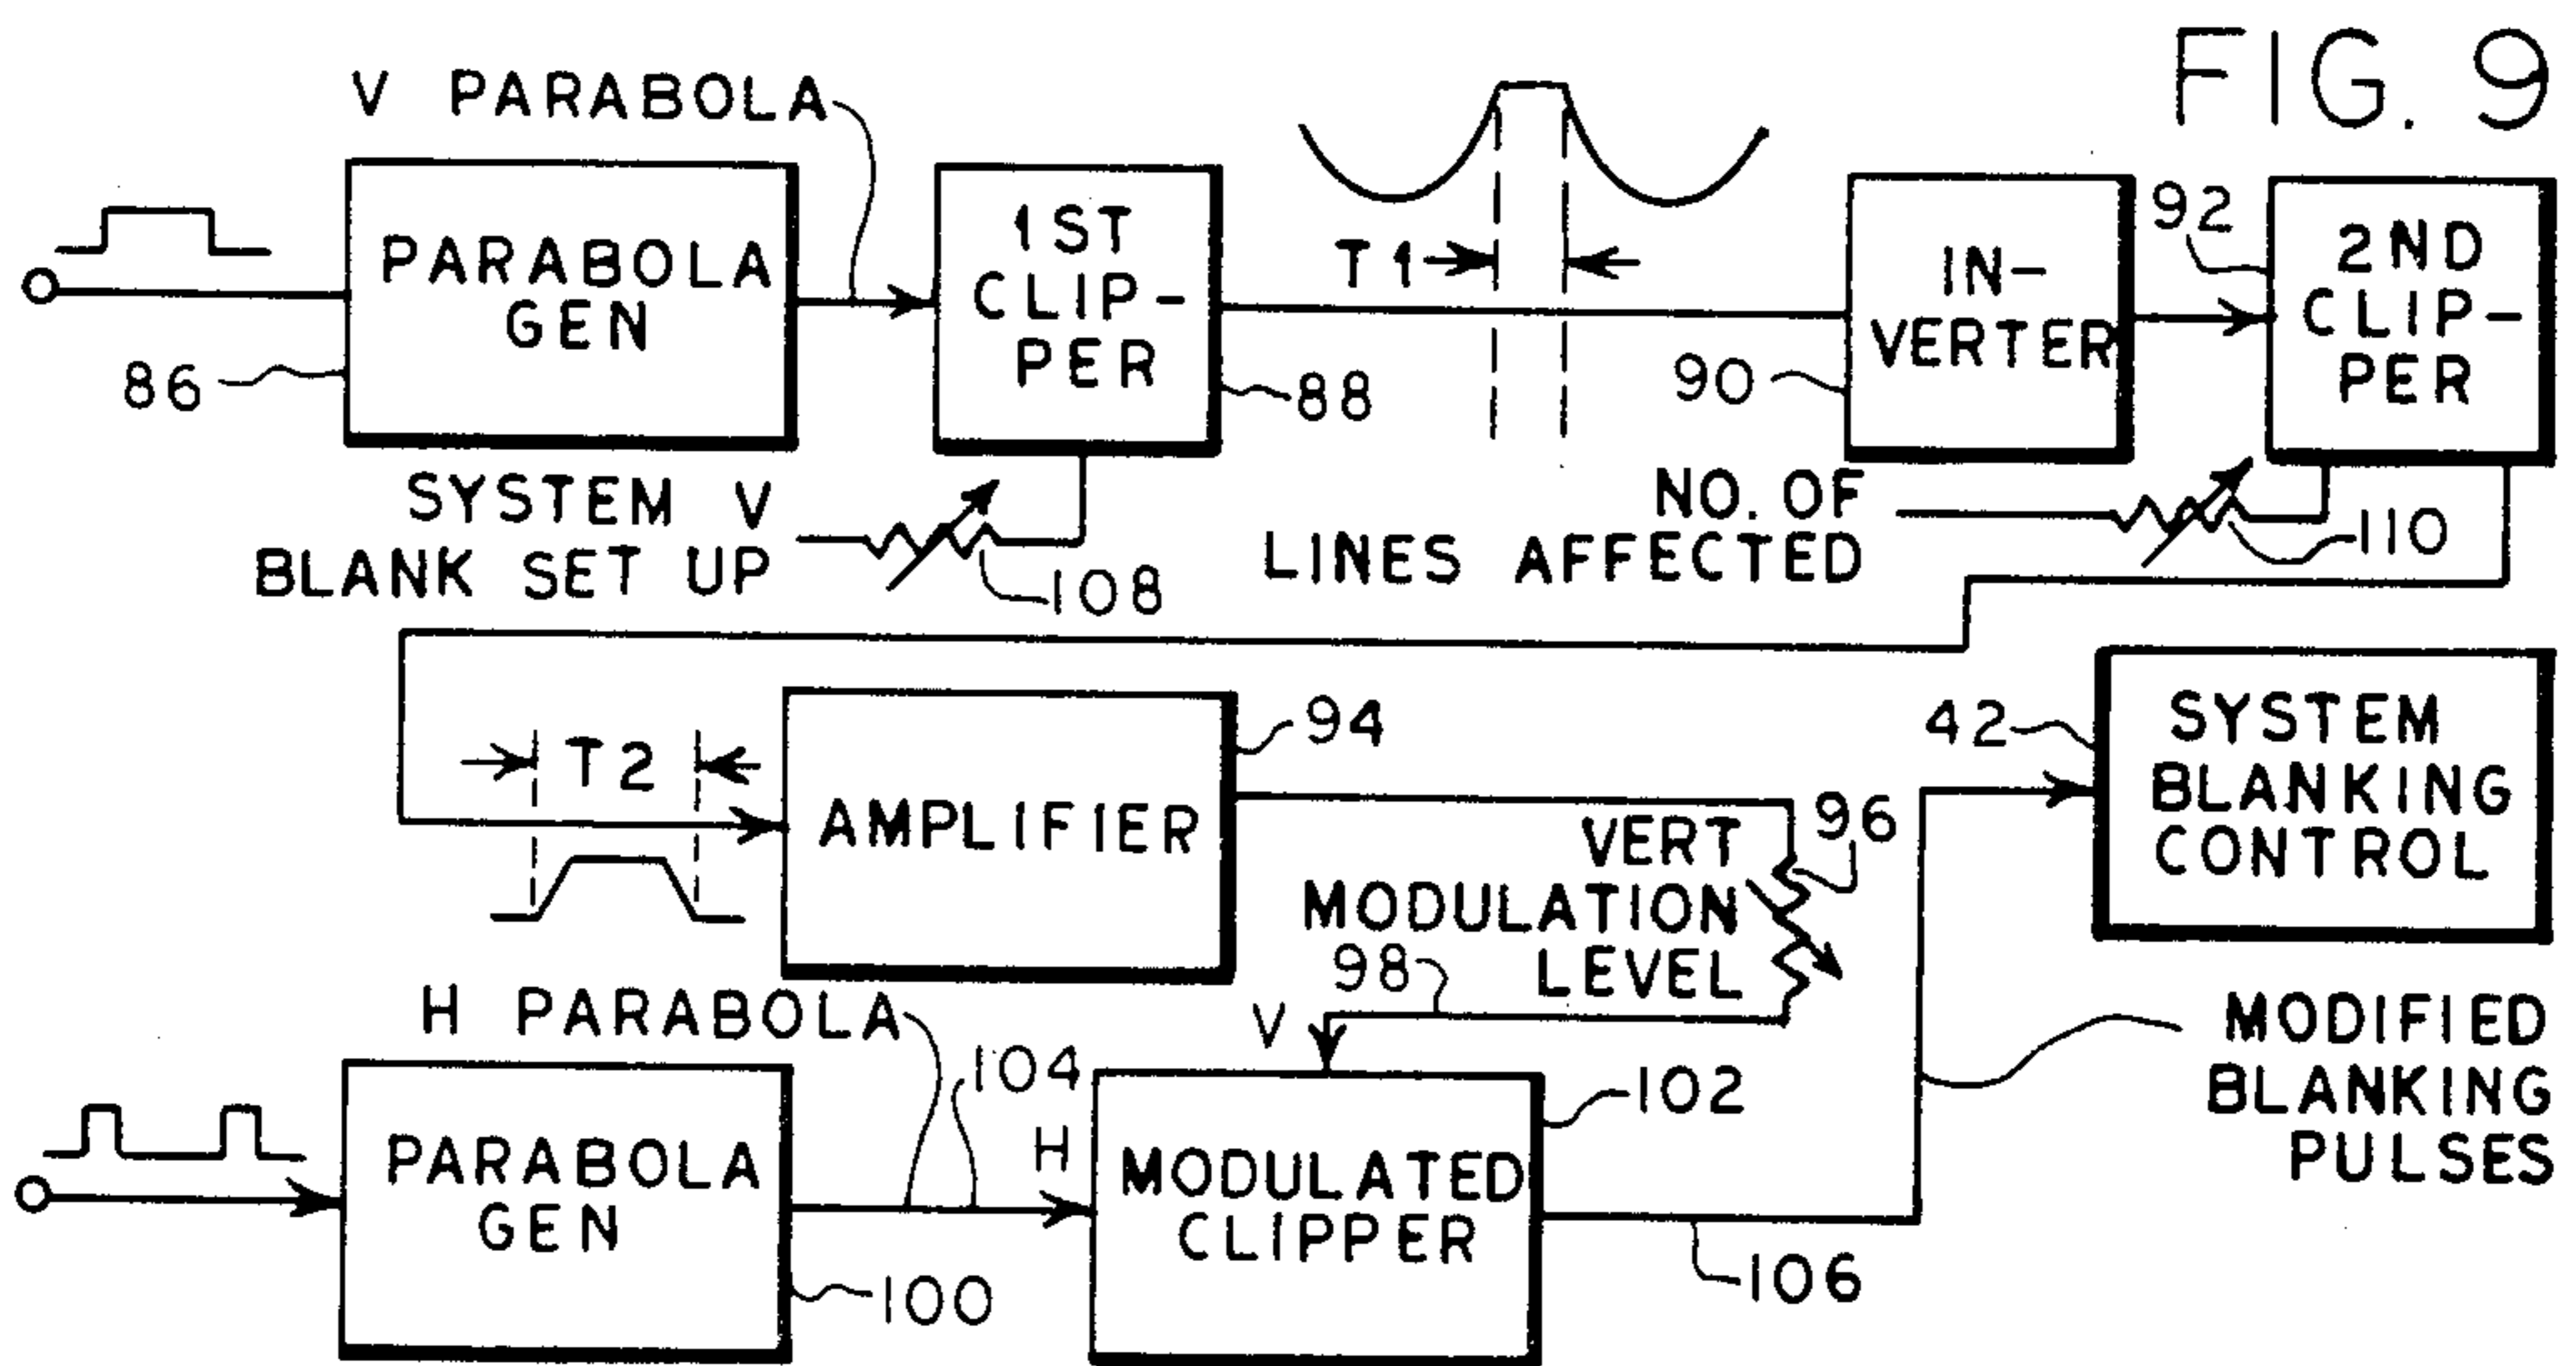 FIG. 9
V PARABOLA
PARABOLA
GEN
86
1ST
CLIP-
PER
88
T1
IN-
VERTER
90
92
2ND
CLIP-
PER
SYSTEM V
BLANK SET UP
108
NO. OF
LINES AFFECTED
110
T2
AMPLIFIER
94
VERT
MODULATION
LEVEL
96
98
V
42
SYSTEM
BLANKING
CONTROL
H PARABOLA
104
PARABOLA
GEN
100
H
MODULATED
CLIPPER
102
106
MODIFIED
BLANKING
PULSES